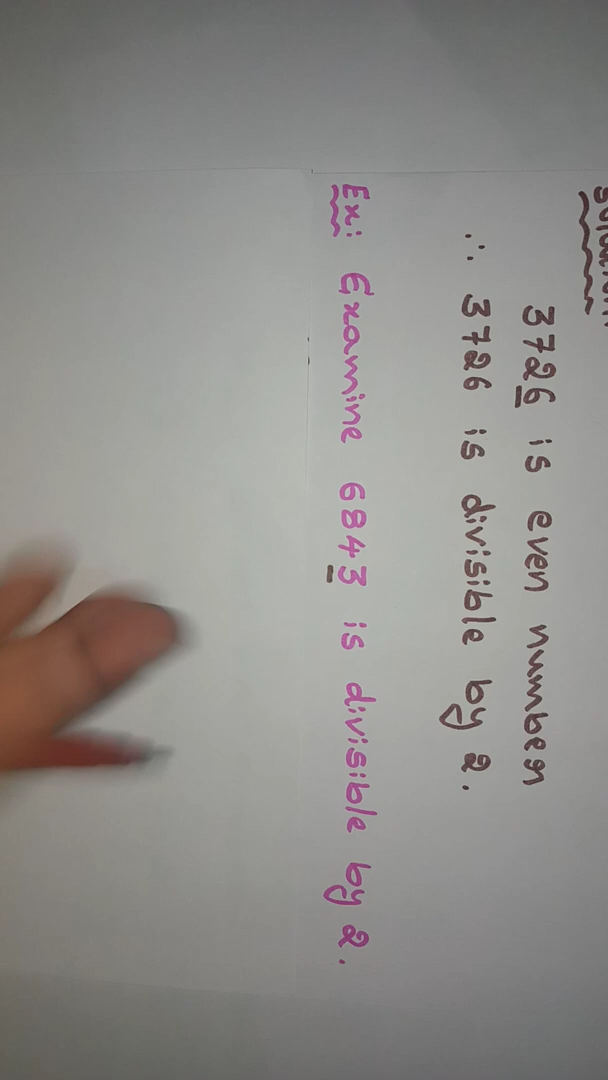 3726 is even number
∴ 3726 is divisible by 2.
Ex: Examine 6843 is divisible by 2.